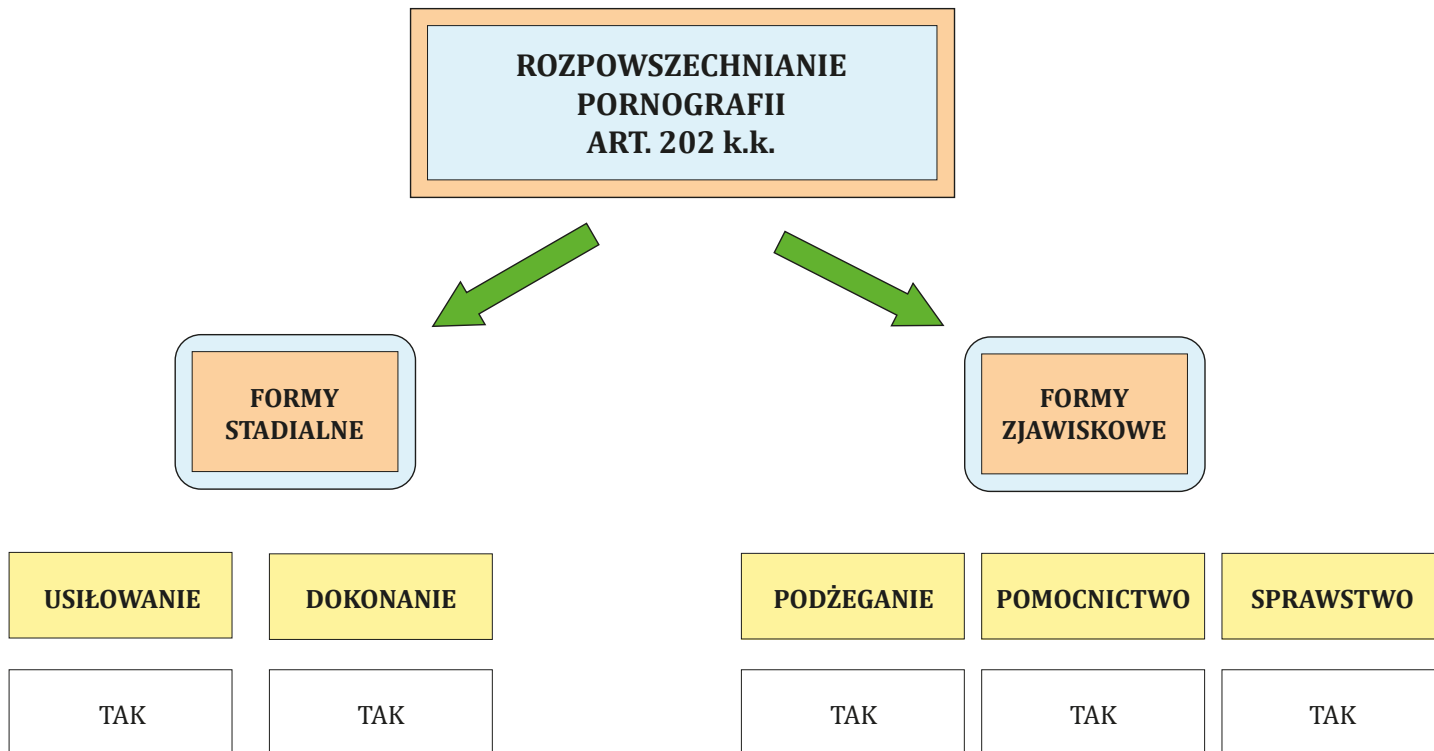 ROZPOWSZECHNIANIE
PORNOGRAFII
ART. 202 k.k.
FORMY
STADIALNE
FORMY
ZJAWISKOWE
USIŁOWANIE
DOKONANIE
PODŻEGANIE
POMOCNICTWO
SPRAWSTWO
TAK
TAK
TAK
TAK
TAK